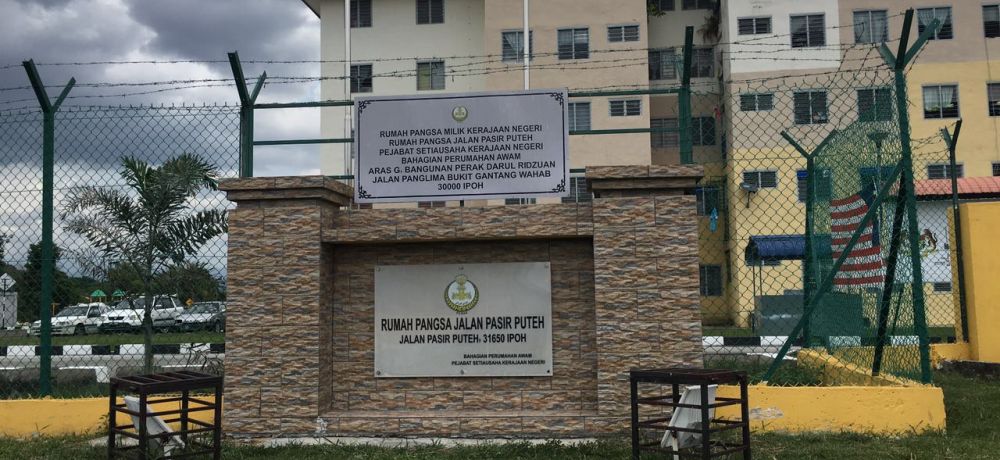 RUMAH PANGSA MILIK KERAJAAN NEGERI
RUMAH PANGSA JALAN PASIR PUTEH
PEJABAT SETIAUSAHA KERAJAAN NEGERI
BAHAGIAN PERUMAHAN AWAM
ARAS G, BANGUNAN PERAK DARUL RIDZUAN
JALAN PANGLIMA BUKIT GANTANG WAHAB
30000 IPOH
RUMAH PANGSA JALAN PASIR PUTEH
JALAN PASIR PUTEH, 31650 IPOH
BAHAGIAN PERUMAHAN AWAM
PEJABAT SETIAUSAHA KERAJAAN NEGERI